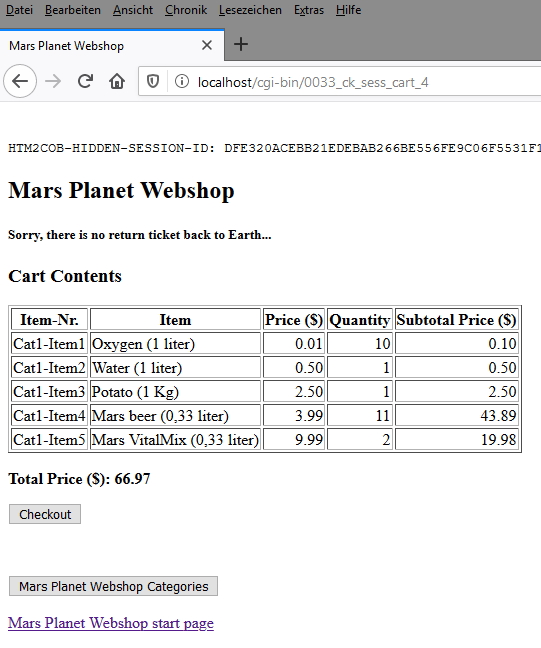 Datei Bearbeiten Ansicht Chronik Lesezeichen Extras Hilfe
Mars Planet Webshop
localhost/cgi-bin/0033_ck_sess_cart_4
HTM2COB-HIDDEN-SESSION-ID: DFE320ACEBB21EDEBAB266BE556FE9C06F5531F1
Mars Planet Webshop
Sorry, there is no return ticket back to Earth...
Cart Contents
Item-Nr. Item Price ($) Quantity Subtotal Price ($)
Cat1-Item1 Oxygen (1 liter) 0.01 10 0.10
Cat1-Item2 Water (1 liter) 0.50 1 0.50
Cat1-Item3 Potato (1 Kg) 2.50 1 2.50
Cat1-Item4 Mars beer (0,33 liter) 3.99 11 43.89
Cat1-Item5 Mars VitalMix (0,33 liter) 9.99 2 19.98
Total Price ($): 66.97
Checkout
Mars Planet Webshop Categories
Mars Planet Webshop start page